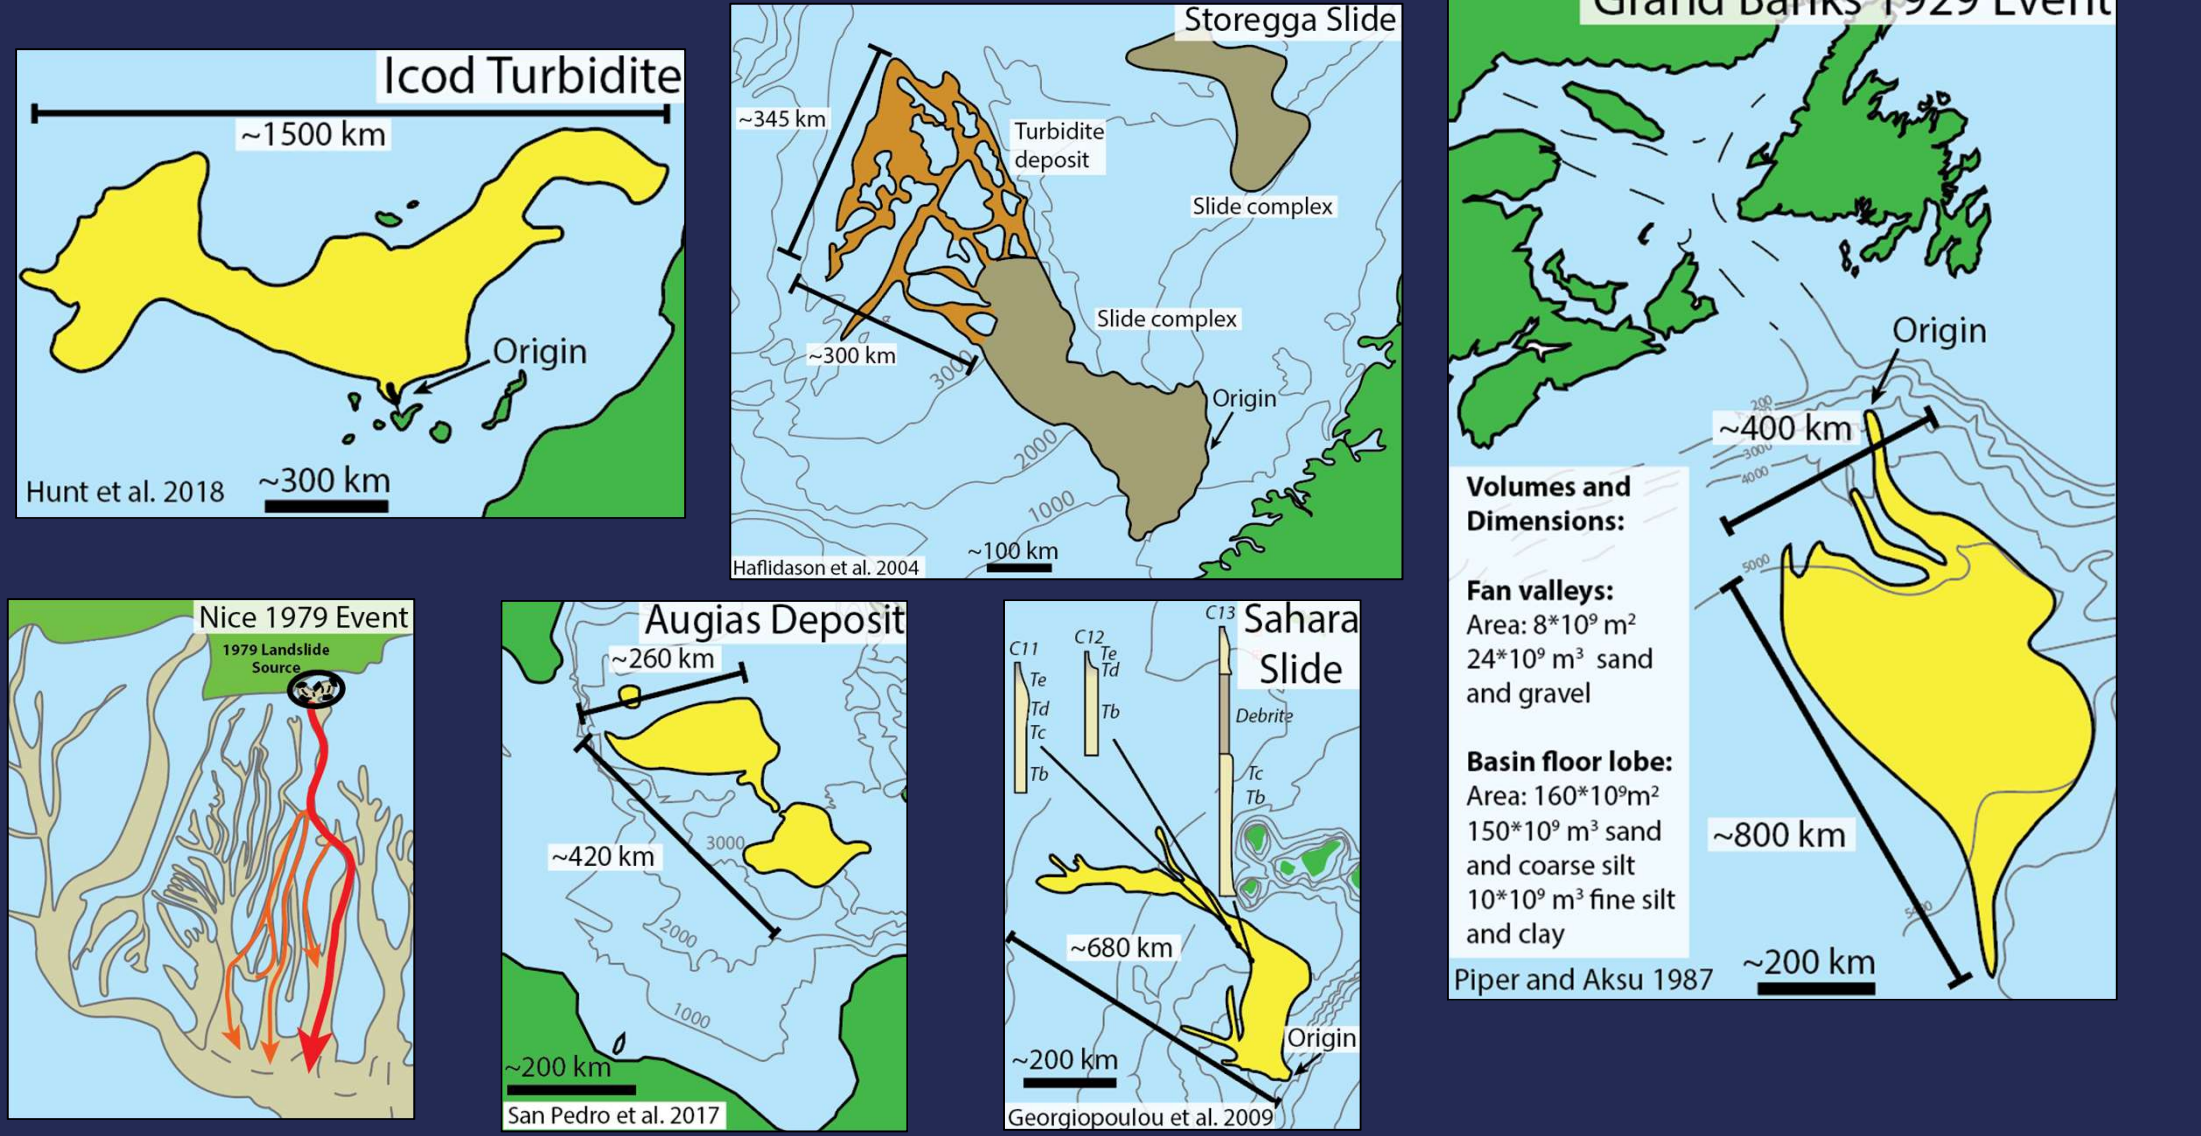 Icod Turbidite
~1500 km
Origin
~300 km
Hunt et al. 2018
Storegga Slide
~345 km
Turbidite
deposit
Slide complex
Slide complex
~300 km
3000
Origin
2000
1000
~100 km
Haflidason et al. 2004
Grand Banks 1929 Event
Origin
200
~400 km
3000
4000
5000
Volumes and
Dimensions:
Fan valleys:
Area: 8*10⁹ m²
24*10⁹ m³ sand
and gravel
Basin floor lobe:
Area: 160*10⁹m²
150*10⁹ m³ sand
and coarse silt
10*10⁹ m³ fine silt
and clay
~800 km
~200 km
Piper and Aksu 1987
Nice 1979 Event
1979 Landslide
Source
Augias Deposit
~260 km
~420 km
3000
2000
1000
~200 km
San Pedro et al. 2017
Sahara
Slide
C11
Te
Td
Tc
Tb
C12
Te
Td
Tb
C13
Debrite
Tc
Tb
~680 km
Origin
~200 km
Georgiopoulou et al. 2009